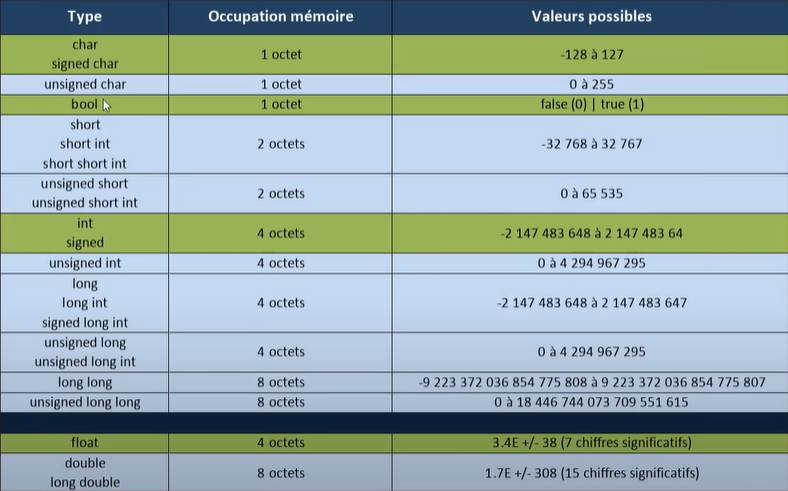 Type Occupation mémoire Valeurs possibles
char
signed char
1 octet -128 à 127
unsigned char 1 octet 0 à 255
bool 1 octet false (0) | true (1)
short
short int
short short int
2 octets -32 768 à 32 767
unsigned short
unsigned short int
2 octets 0 à 65 535
int
signed
4 octets -2 147 483 648 à 2 147 483 64
unsigned int 4 octets 0 à 4 294 967 295
long
long int
signed long int
4 octets -2 147 483 648 à 2 147 483 647
unsigned long
unsigned long int
4 octets 0 à 4 294 967 295
long long 8 octets -9 223 372 036 854 775 808 à 9 223 372 036 854 775 807
unsigned long long 8 octets 0 à 18 446 744 073 709 551 615
float 4 octets 3.4E +/- 38 (7 chiffres significatifs)
double
long double
8 octets 1.7E +/- 308 (15 chiffres significatifs)